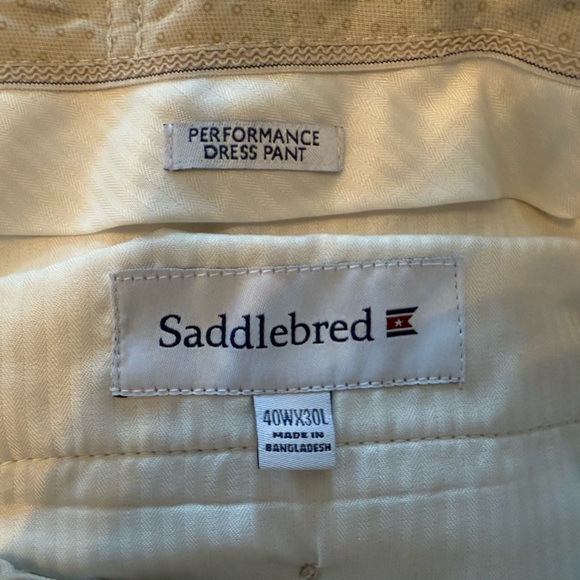 PERFORMANCE
DRESS PANT
Saddlebred
40WX30L
MADE IN
BANGLADESH